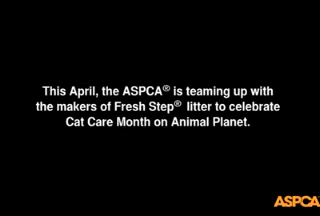 This April, the ASPCA® is teaming up with
the makers of Fresh Step® litter to celebrate
Cat Care Month on Animal Planet.
ASPCA